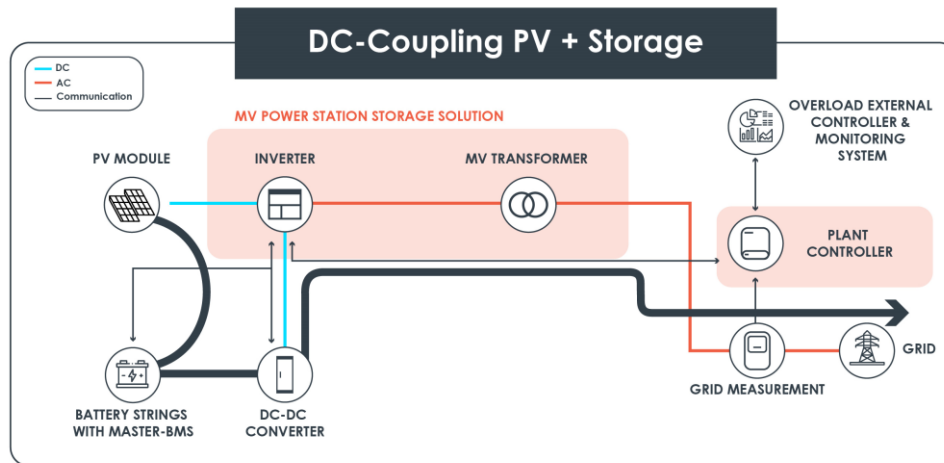 DC-Coupling PV + Storage
DC
AC
Communication
MV POWER STATION STORAGE SOLUTION
OVERLOAD EXTERNAL
CONTROLLER &
MONITORING
SYSTEM
PV MODULE
INVERTER
MV TRANSFORMER
PLANT
CONTROLLER
GRID
GRID MEASUREMENT
BATTERY STRINGS
WITH MASTER-BMS
DC-DC
CONVERTER